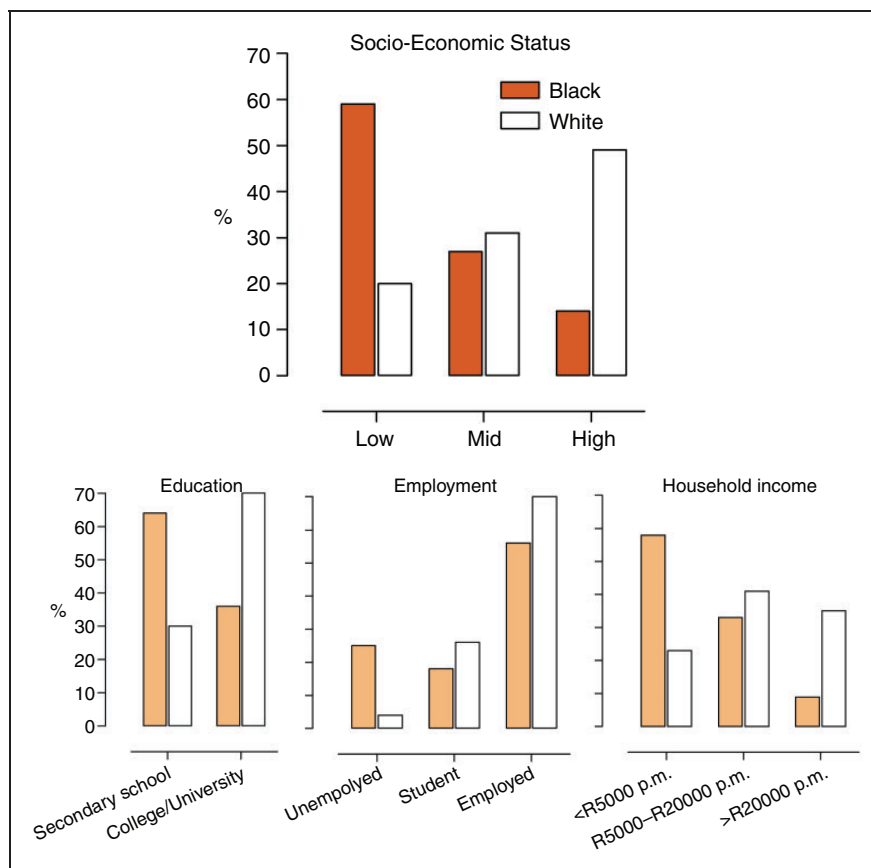 Socio-Economic Status
70
60
50
40
30
20
10
0
%
Black
White
Low Mid High
Education
70
60
50
40
30
20
10
0
%
Secondary school
College/University
Employment
Unempolyed
Student
Employed
Household income
<R5000 p.m.
R5000–R20000 p.m.
>R20000 p.m.